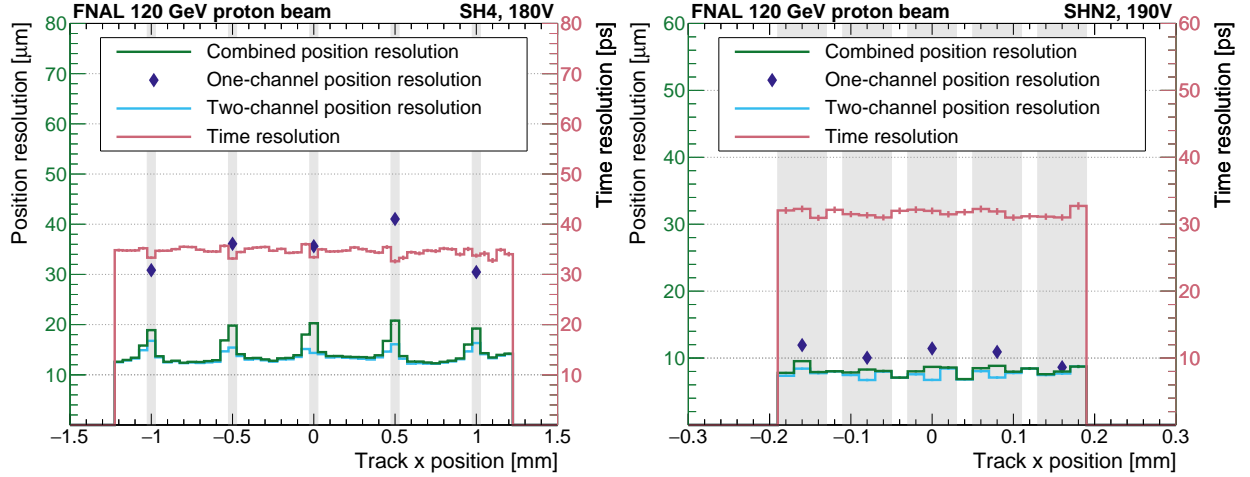 FNAL 120 GeV proton beam SH4, 180V
Combined position resolution
One-channel position resolution
Two-channel position resolution
Time resolution
Position resolution [μm]
80
70
60
50
40
30
20
10
Time resolution [ps]
80
70
60
50
40
30
20
10
−1.5 −1 −0.5 0 0.5 1 1.5
Track x position [mm]
FNAL 120 GeV proton beam SHN2, 190V
Combined position resolution
One-channel position resolution
Two-channel position resolution
Time resolution
Position resolution [μm]
60
50
40
30
20
10
Time resolution [ps]
60
50
40
30
20
10
−0.3 −0.2 −0.1 0 0.1 0.2 0.3
Track x position [mm]